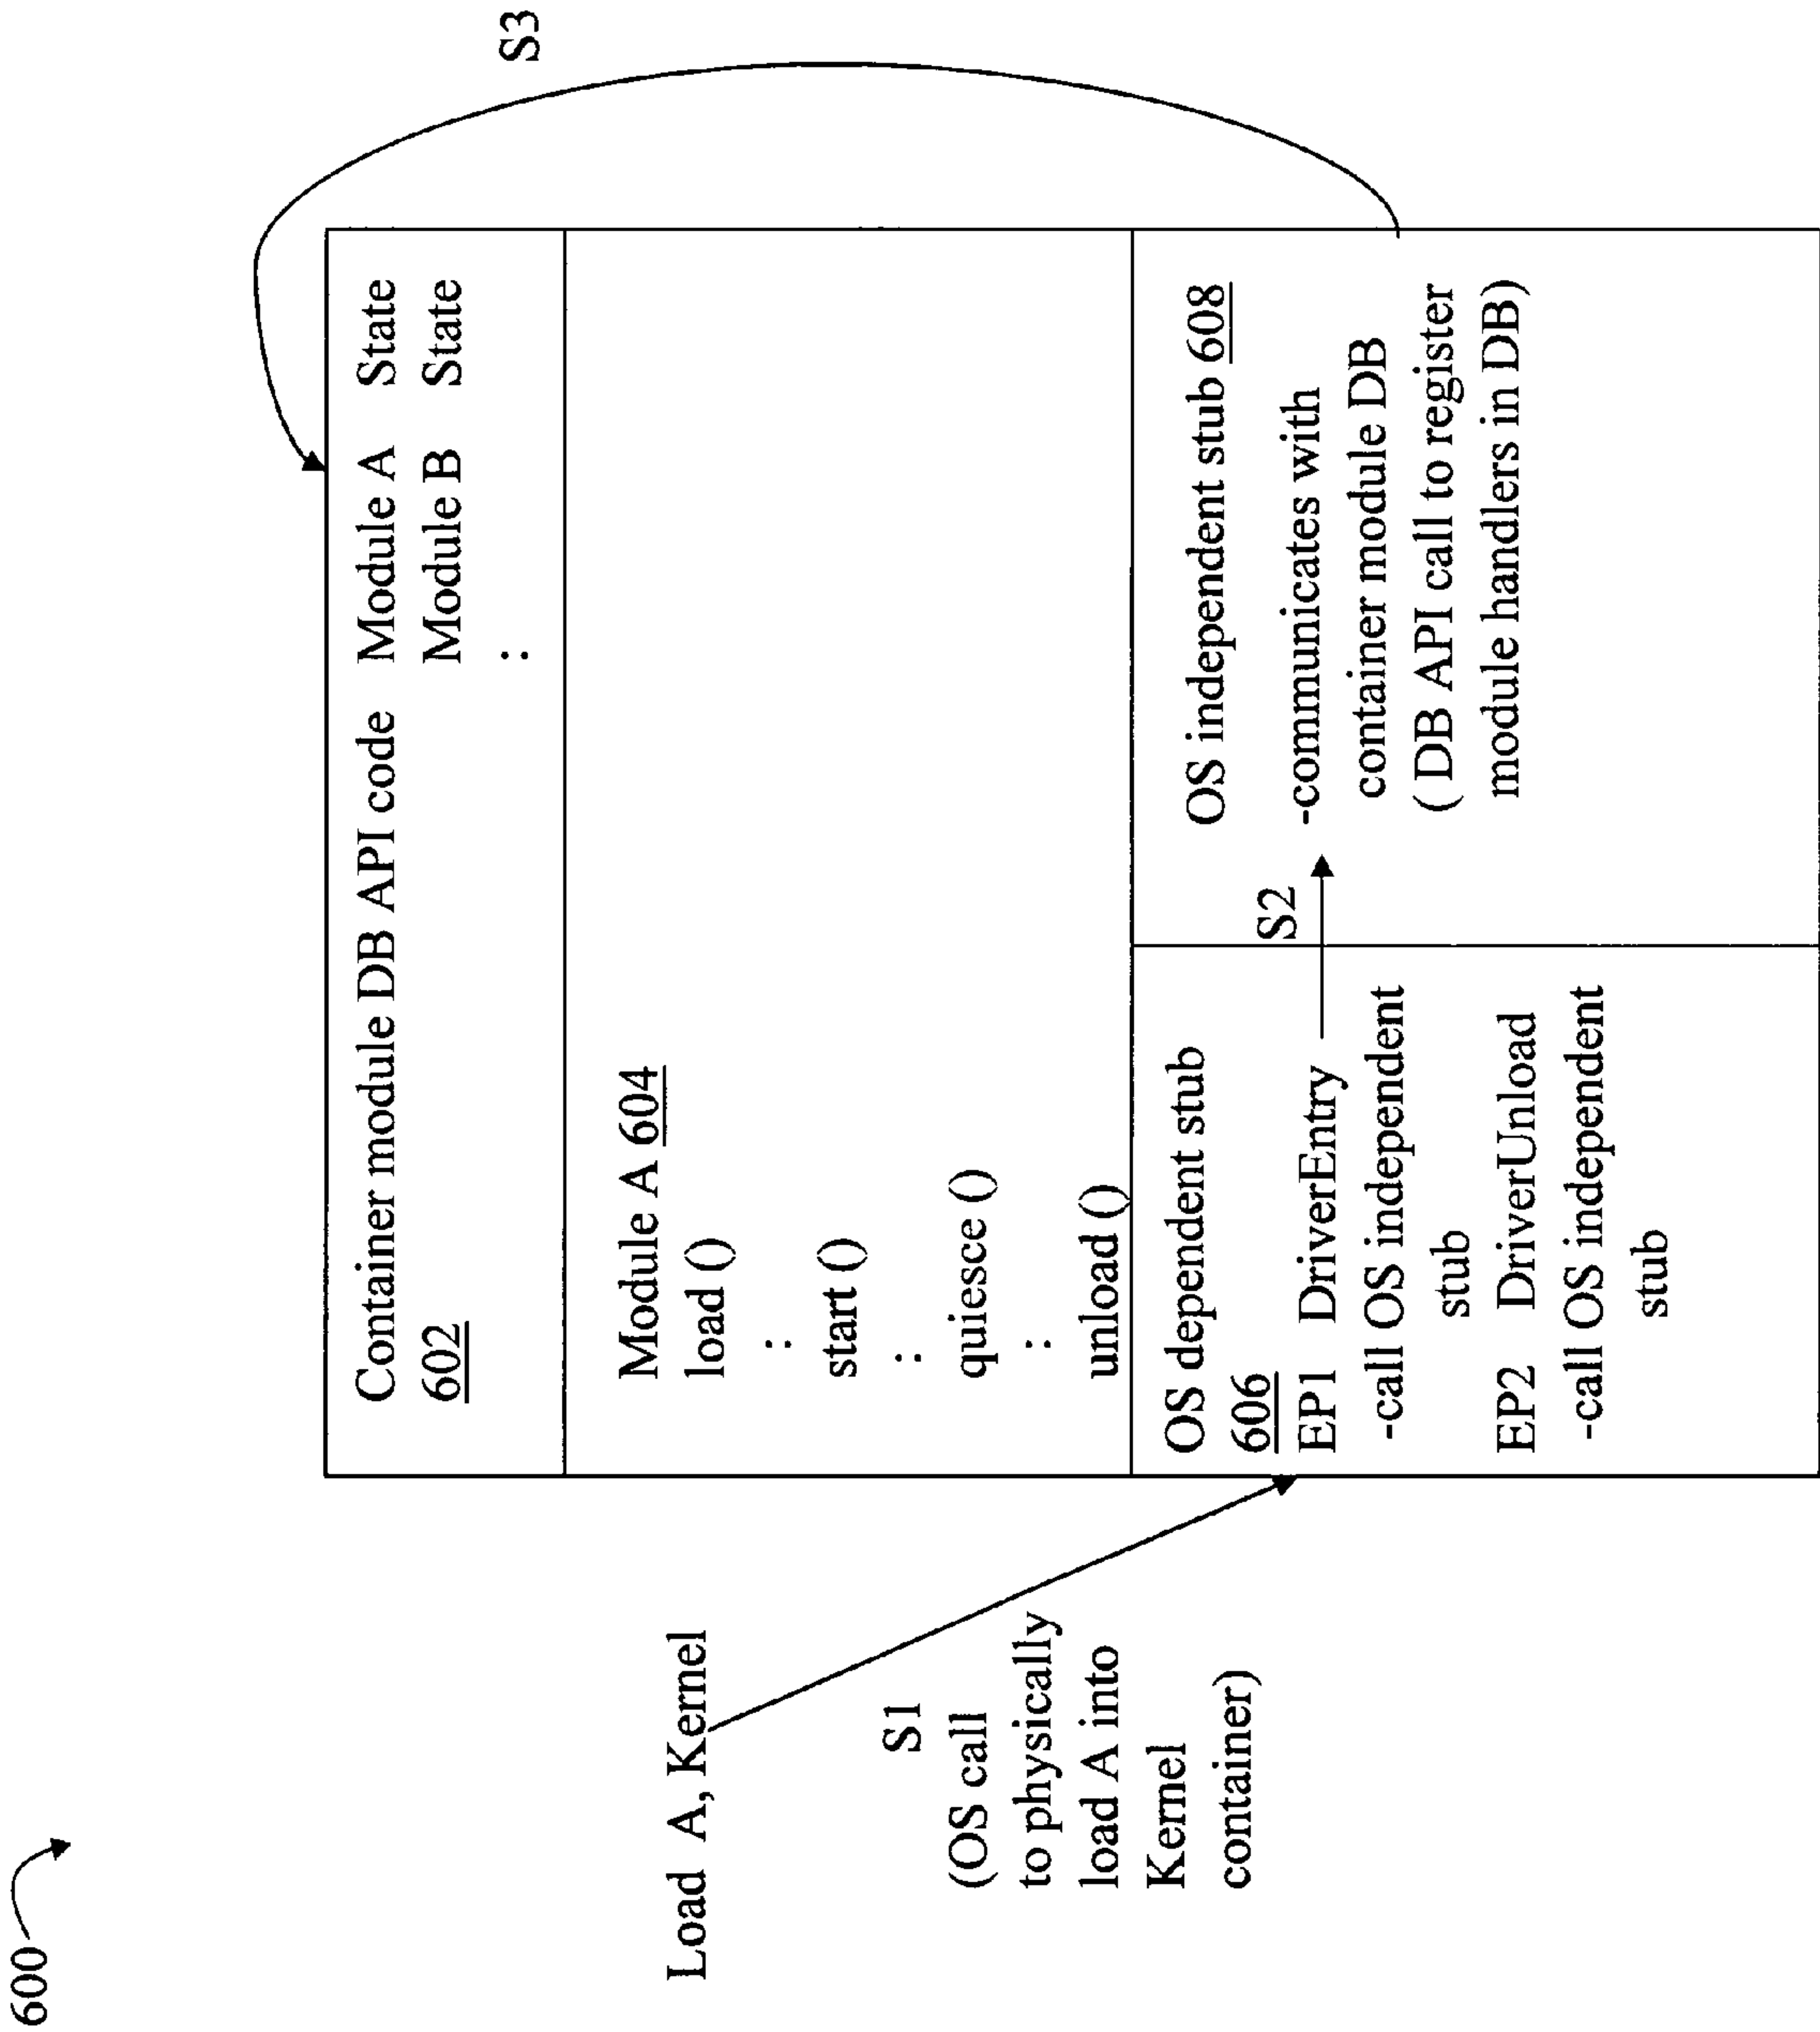 600
S3
Container module DB API code Module A State
602 Module B State
:
Module A 604
load ()
:
start ()
:
quiesce ()
:
unload ()
Load A, Kernel
S1
(OS call
to physically
load A into
Kernel
container)
OS dependent stub
606
EP1 DriverEntry
-call OS independent
stub
EP2 DriverUnload
-call OS independent
stub
S2
OS independent stub 608
-communicates with
container module DB
( DB API call to register
module handlers in DB)